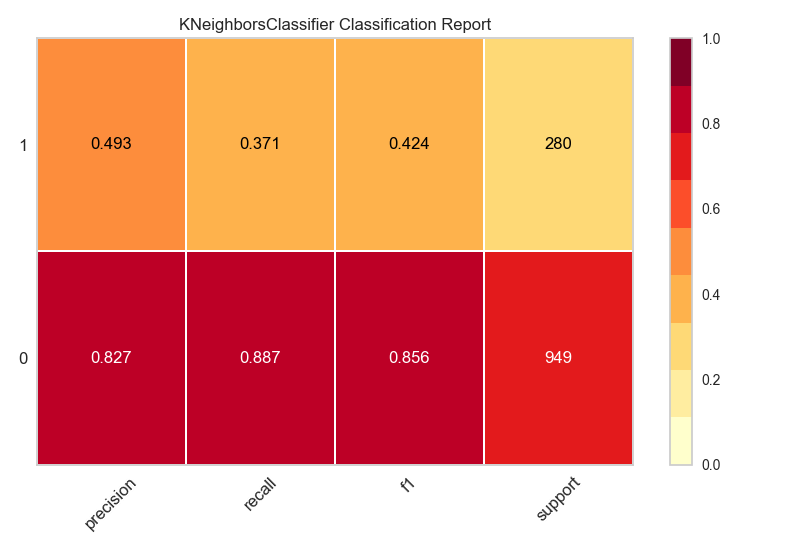 KNeighborsClassifier Classification Report
1 0.493 0.371 0.424 280
0 0.827 0.887 0.856 949
precision recall f1 support
1.0
0.8
0.6
0.4
0.2
0.0